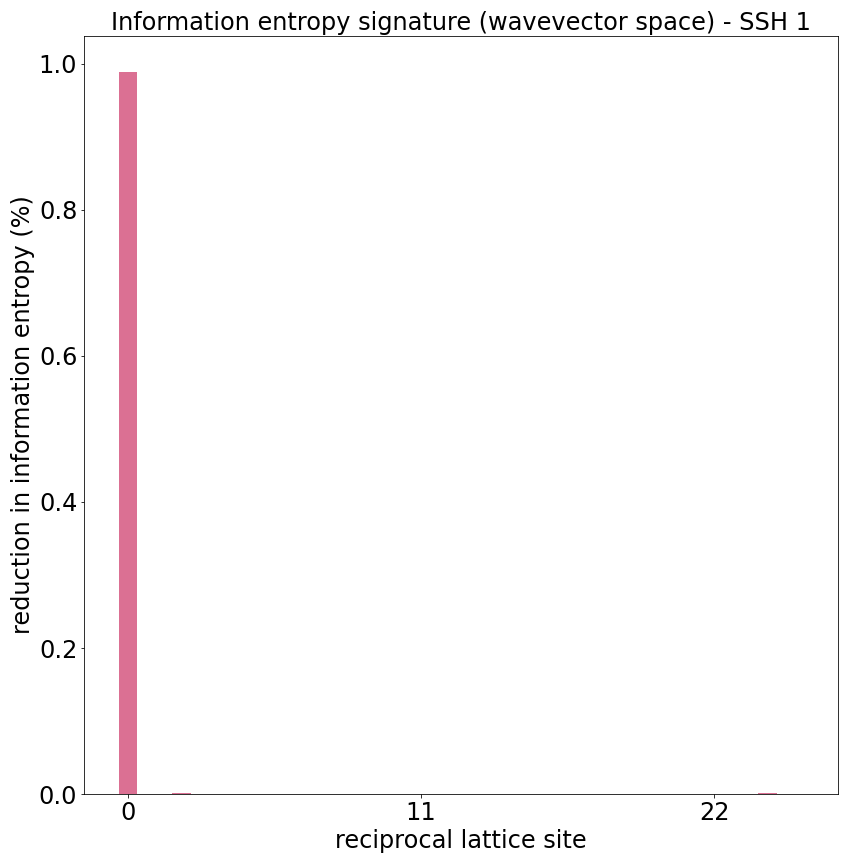 Information entropy signature (wavevector space) - SSH 1
reduction in information entropy (%)
1.0
0.8
0.6
0.4
0.2
0.0
0 11 22
reciprocal lattice site